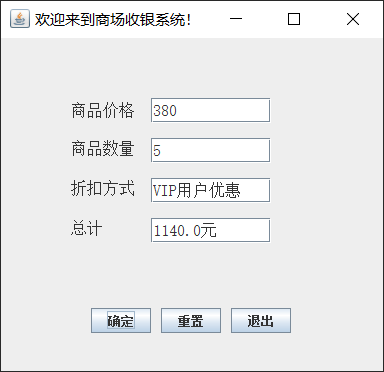 欢迎来到商场收银系统!
商品价格 380
商品数量 5
折扣方式 VIP用户优惠
总计 1140.0元
确定 重置 退出